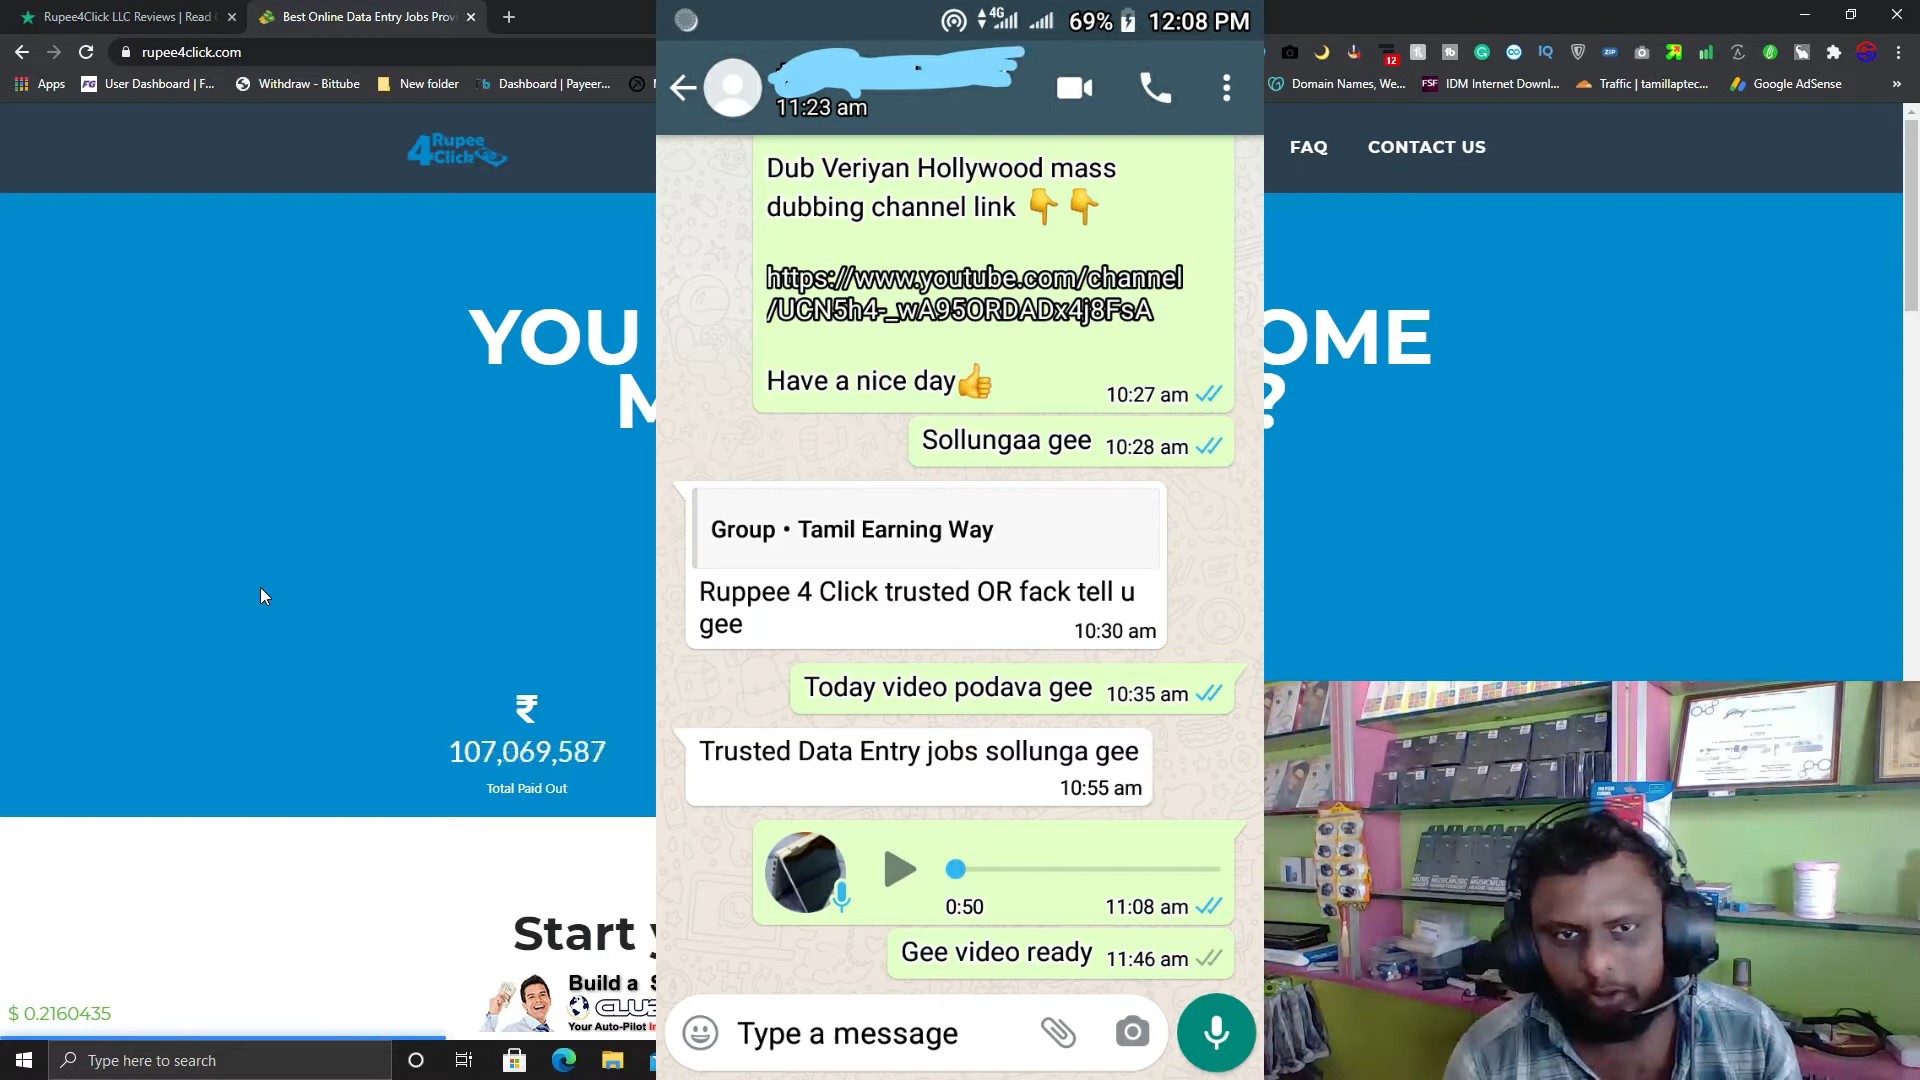 Rupee4Click LLC Reviews | Read
Best Online Data Entry Jobs Prov
rupee4click.com
Apps
User Dashboard | F...
Withdraw - Bittube
New folder
Dashboard | Payeer...
Domain Names, We...
IDM Internet Downl...
Traffic | tamillaptec...
Google AdSense
4G
69%
12:08 PM
11:23 am
4 Rupee
Click
FAQ
CONTACT US
YOU
OME
M
?
₹
107,069,587
Total Paid Out
Start
Build a
Your Auto-Pilot
$ 0.2160435
Dub Veriyan Hollywood mass
dubbing channel link 👇 👇
https://www.youtube.com/channel
/UCN5h4-_wA95ORDADx4j8FsA
Have a nice day👍
10:27 am
Sollungaa gee 10:28 am
Group • Tamil Earning Way
Ruppee 4 Click trusted OR fack tell u
gee
10:30 am
Today video podava gee 10:35 am
Trusted Data Entry jobs sollunga gee
10:55 am
0:50
11:08 am
Gee video ready 11:46 am
Type a message
Type here to search